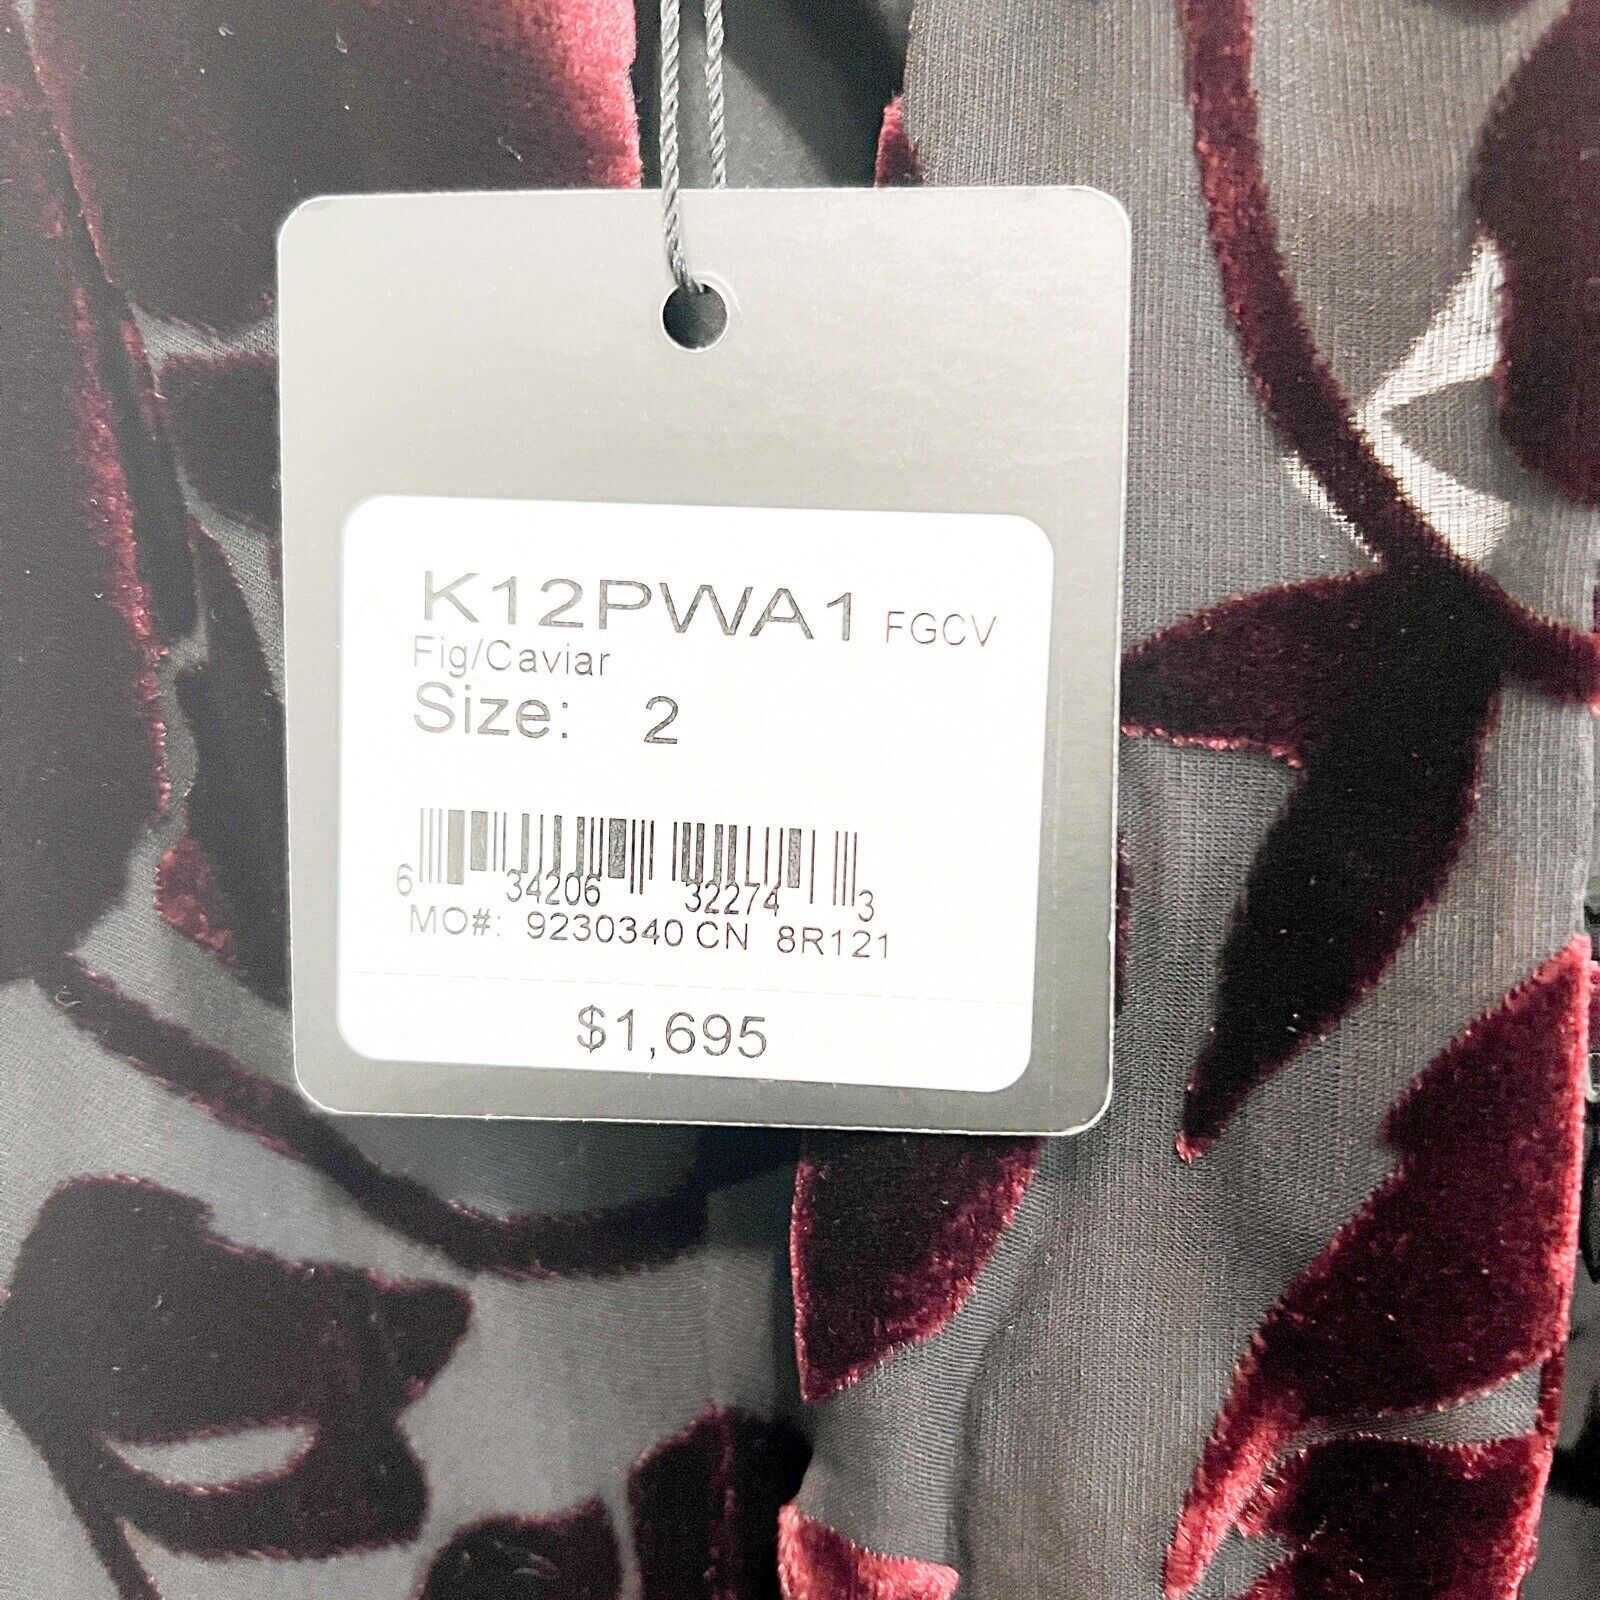 K12PWA1 FGCV
Fig/Caviar
Size: 2
6 34206 32274 3
MO#: 9230340 CN 8R121
$1,695